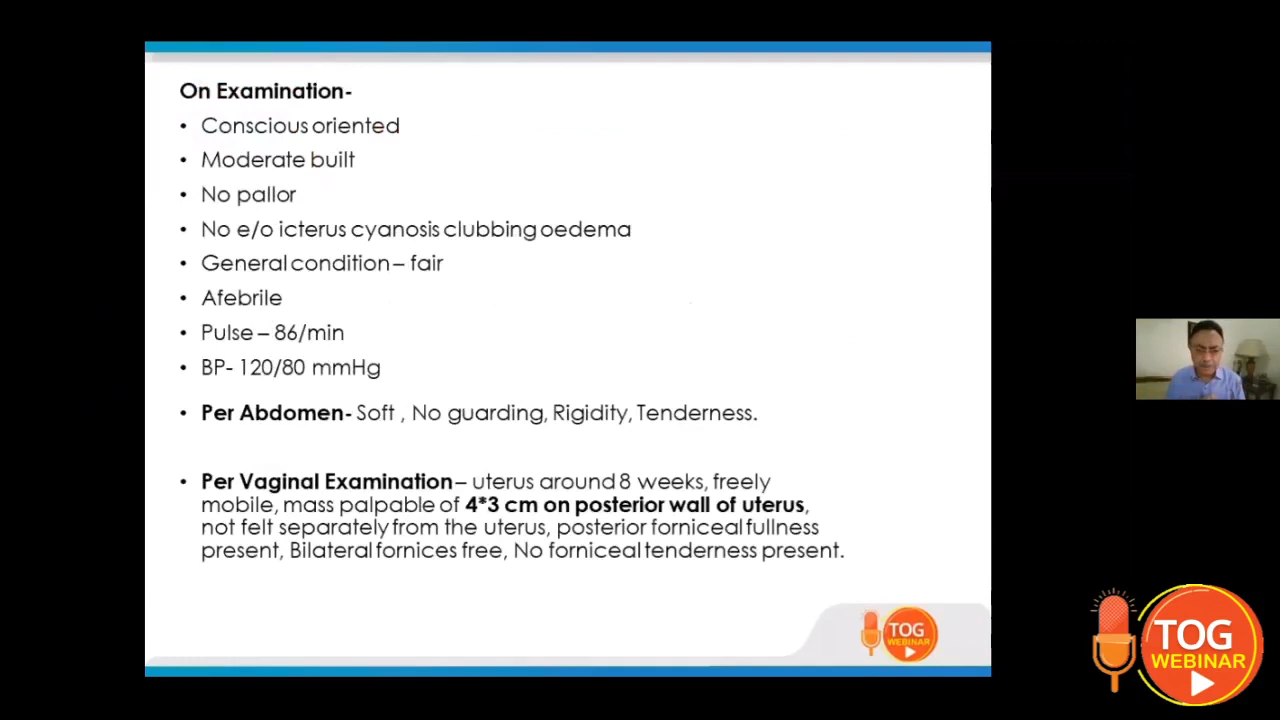 On Examination-
• Conscious oriented
• Moderate built
• No pallor
• No e/o icterus cyanosis clubbing oedema
• General condition – fair
• Afebrile
• Pulse – 86/min
• BP- 120/80 mmHg
• Per Abdomen- Soft , No guarding, Rigidity, Tenderness.
• Per Vaginal Examination – uterus around 8 weeks, freely
mobile, mass palpable of 4*3 cm on posterior wall of uterus,
not felt separately from the uterus, posterior forniceal fullness
present, Bilateral fornices free, No forniceal tenderness present.
TOG
WEBINAR
TOG
WEBINAR